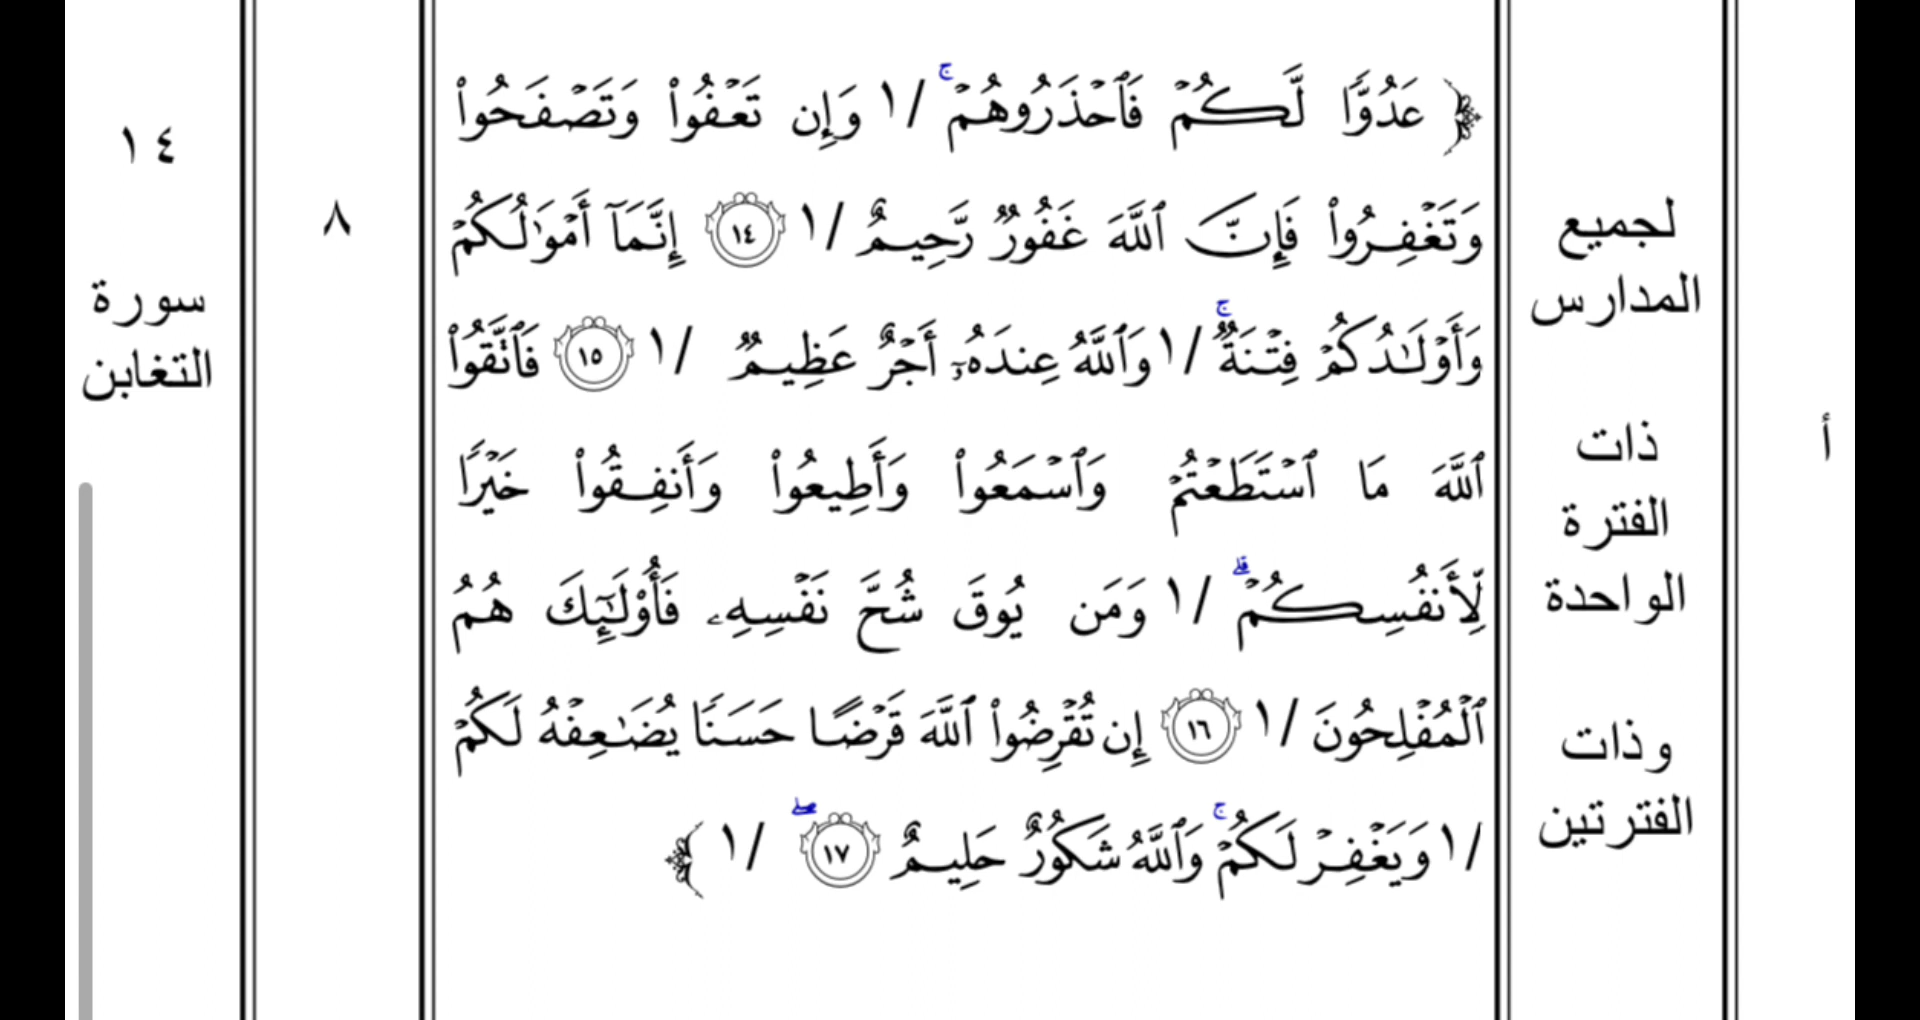 أ
لجميع
المدارس
ذات
الفترة
الواحدة
وذات
الفترتين
﴿ عَدُوًّا لَّكُمْ فَٱحْذَرُوهُمْ ۚ /١ وَإِن تَعْفُوا۟ وَتَصْفَحُوا۟
وَتَغْفِرُوا۟ فَإِنَّ ٱللَّهَ غَفُورٌ رَّحِيمٌ /١ ١٤ إِنَّمَآ أَمْوَٰلُكُمْ
وَأَوْلَـٰدُكُمْ فِتْنَةٌ ۚ /١ وَٱللَّهُ عِندَهُۥٓ أَجْرٌ عَظِيمٌ /١ ١٥ فَٱتَّقُوا۟
ٱللَّهَ مَا ٱسْتَطَعْتُمْ وَٱسْمَعُوا۟ وَأَطِيعُوا۟ وَأَنفِقُوا۟ خَيْرًا
لِّأَنفُسِكُمْ ۗ /١ وَمَن يُوقَ شُحَّ نَفْسِهِۦ فَأُو۟لَـٰٓئِكَ هُمُ
ٱلْمُفْلِحُونَ /١ ١٦ إِن تُقْرِضُوا۟ ٱللَّهَ قَرْضًا حَسَنًا يُضَـٰعِفْهُ لَكُمْ
/١ وَيَغْفِرْ لَكُمْ ۚ وَٱللَّهُ شَكُورٌ حَلِيمٌ ١٧ ۖ /١ ﴾
٨
١٤
سورة
التغابن